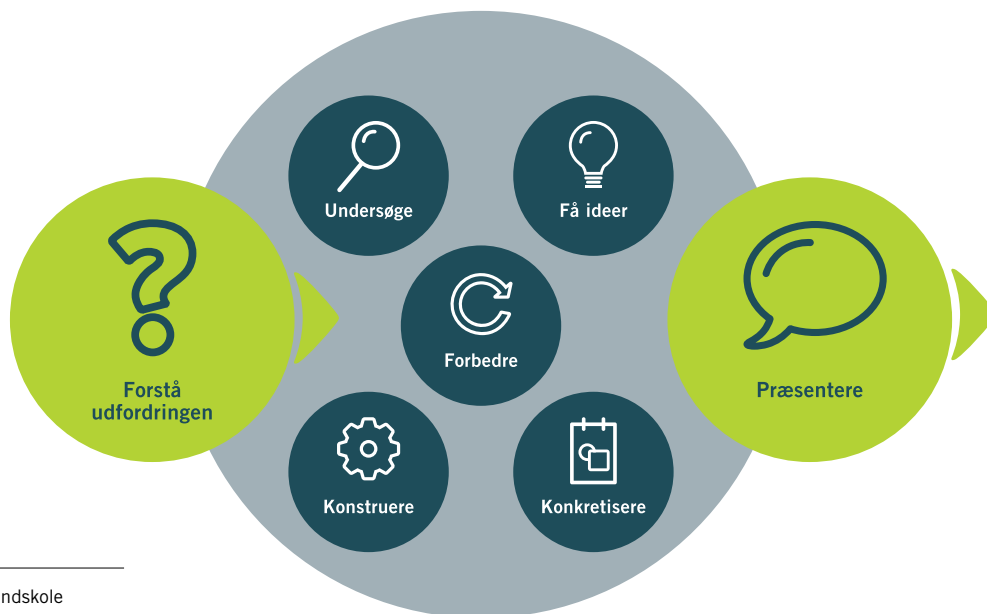 Undersøge
Få ideer
Forstå
udfordringen
Forbedre
Præsentere
Konstruere
Konkretisere
ndskole